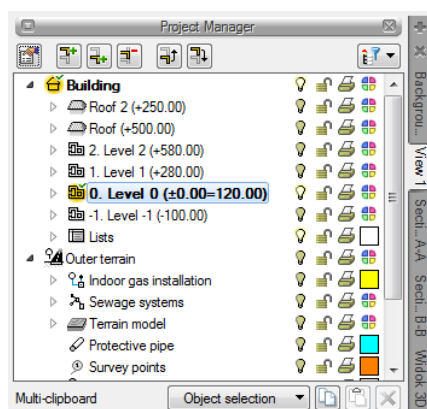 Project Manager
Building
Roof 2 (+250.00)
Roof (+500.00)
2. Level 2 (+580.00)
1. Level 1 (+280.00)
0. Level 0 (±0.00=120.00)
-1. Level -1 (-100.00)
Lists
Outer terrain
Indoor gas installation
Sewage systems
Terrain model
Protective pipe
Survey points
Multi-clipboard
Object selection
Backgrou...
View 1
Secti... A-A
Secti... B-B
Widok 3D